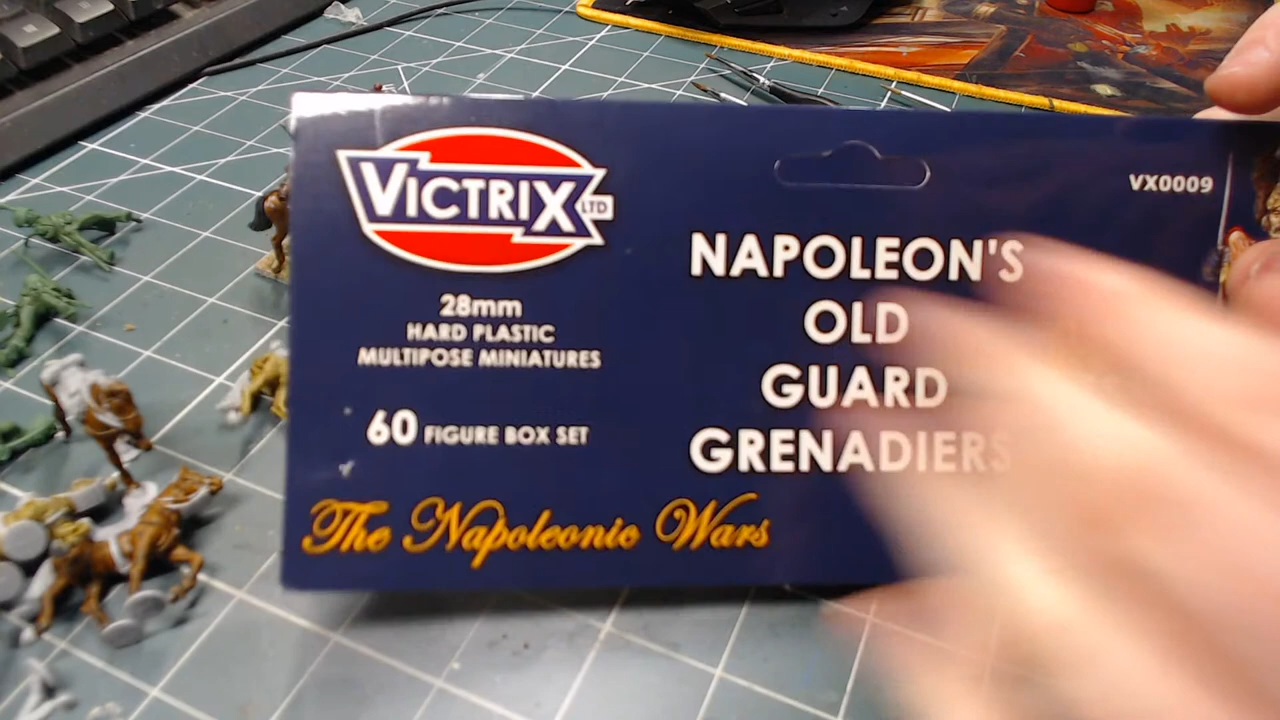 VICTRIX LTD
28mm
HARD PLASTIC
MULTIPOSE MINIATURES
60 FIGURE BOX SET
The Napoleonic Wars
NAPOLEON'S
OLD
GUARD
GRENADIERS
VX0009